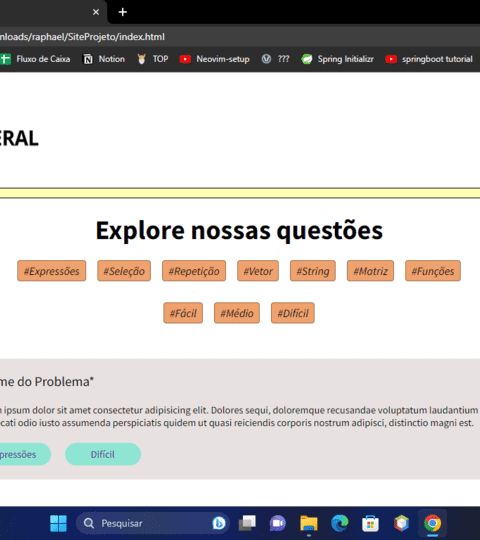 nloads/raphael/SiteProjeto/index.html
Fluxo de Caixa Notion TOP Neovim-setup ??? Spring Initializr springboot tutorial
ERAL
Explore nossas questões
#Expressões #Seleção #Repetição #Vetor #String #Matriz #Funções
#Fácil #Médio #Difícil
me do Problema*
ipsum dolor sit amet consectetur adipisicing elit. Dolores sequi, doloremque recusandae voluptatum laudantium
cati odio iusto assumenda perspiciatis quidem ut quasi reiciendis corporis nostrum adipisci, distinctio magni est.
pressões Difícil
Pesquisar